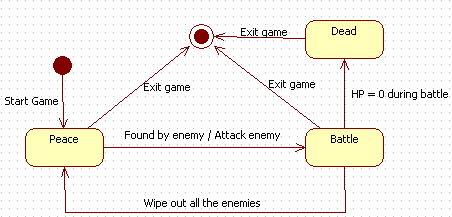 Exit game
Dead
Start Game
Exit game
Exit game
HP = 0 during battle
Peace
Found by enemy / Attack enemy
Battle
Wipe out all the enemies